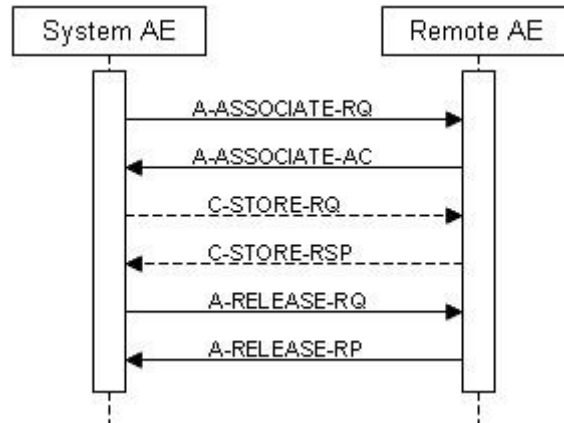 System AE
Remote AE
A-ASSOCIATE-RQ
A-ASSOCIATE-AC
C-STORE-RQ
C-STORE-RSP
A-RELEASE-RQ
A-RELEASE-RP